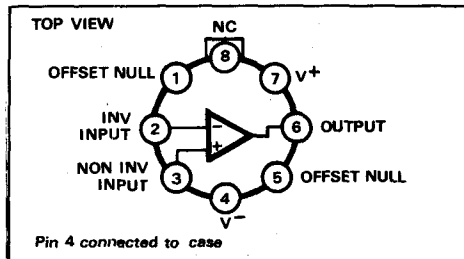 TOP VIEW
NC
8
OFFSET NULL 1 7 V+
INV
INPUT 2 - 6 OUTPUT
+
NON INV
INPUT 3 5 OFFSET NULL
4
V-
Pin 4 connected to case